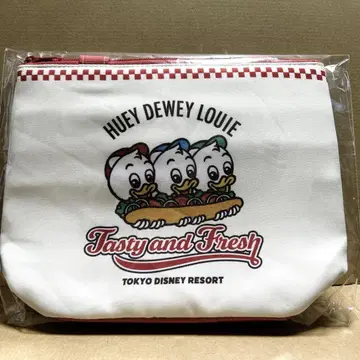 HUEY DEWEY LOUIE
Tasty and Fresh
TOKYO DISNEY RESORT